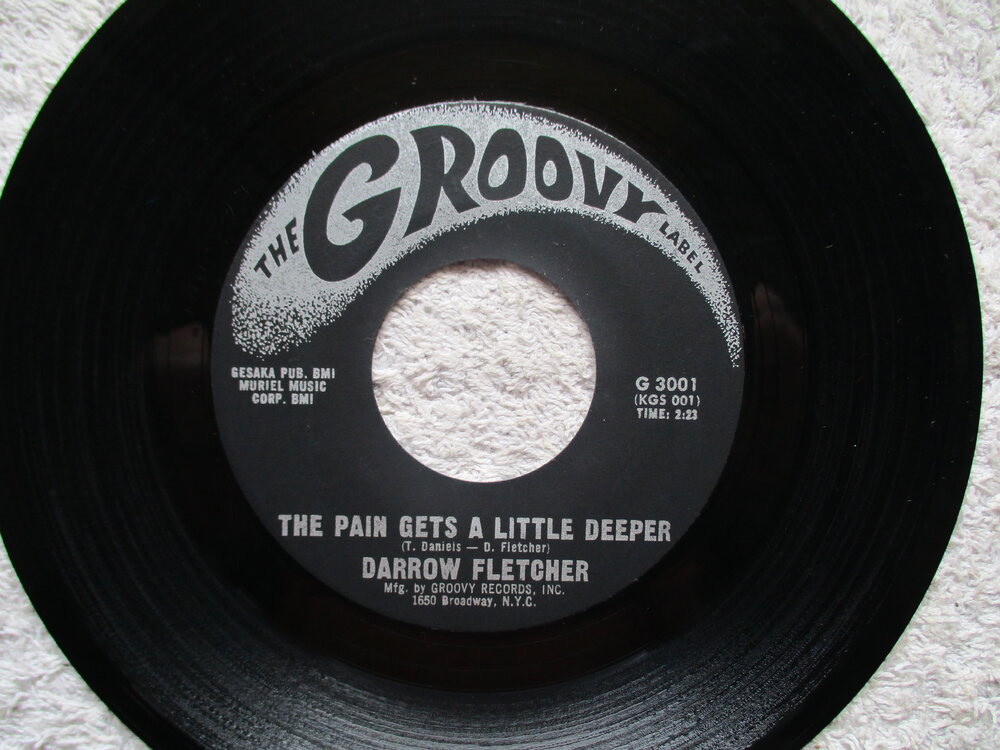 THE GROOVY LABEL
GESAKA PUB. BMI
MURIEL MUSIC
CORP. BMI
G 3001
(KGS 001)
TIME: 2:23
THE PAIN GETS A LITTLE DEEPER
(T. Daniels — D. Fletcher)
DARROW FLETCHER
Mfg. by GROOVY RECORDS, INC.
1650 Broadway, N.Y.C.